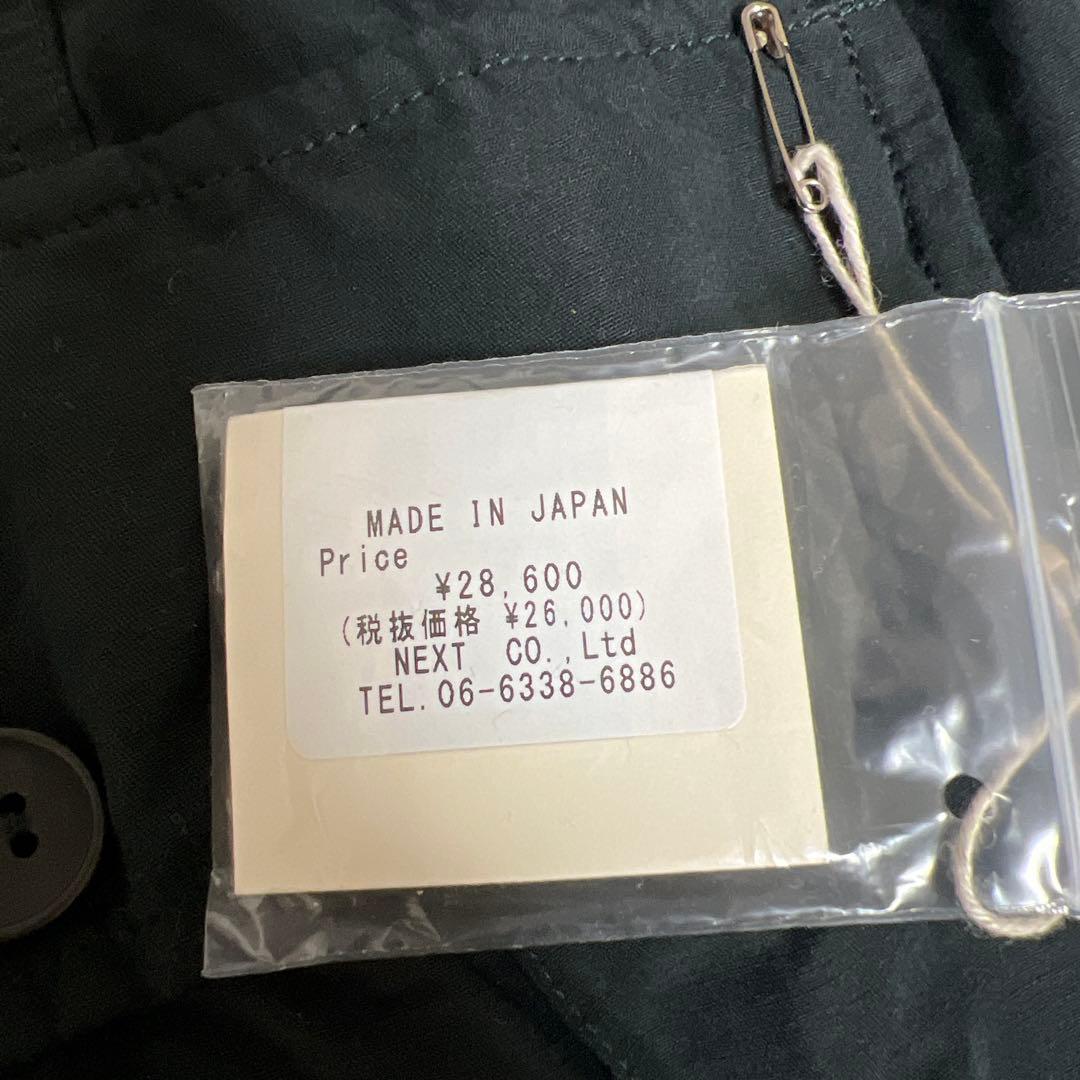 MADE IN JAPAN
Price
¥28,600
(税抜価格 ¥26,000)
NEXT CO.,Ltd
TEL.06-6338-6886